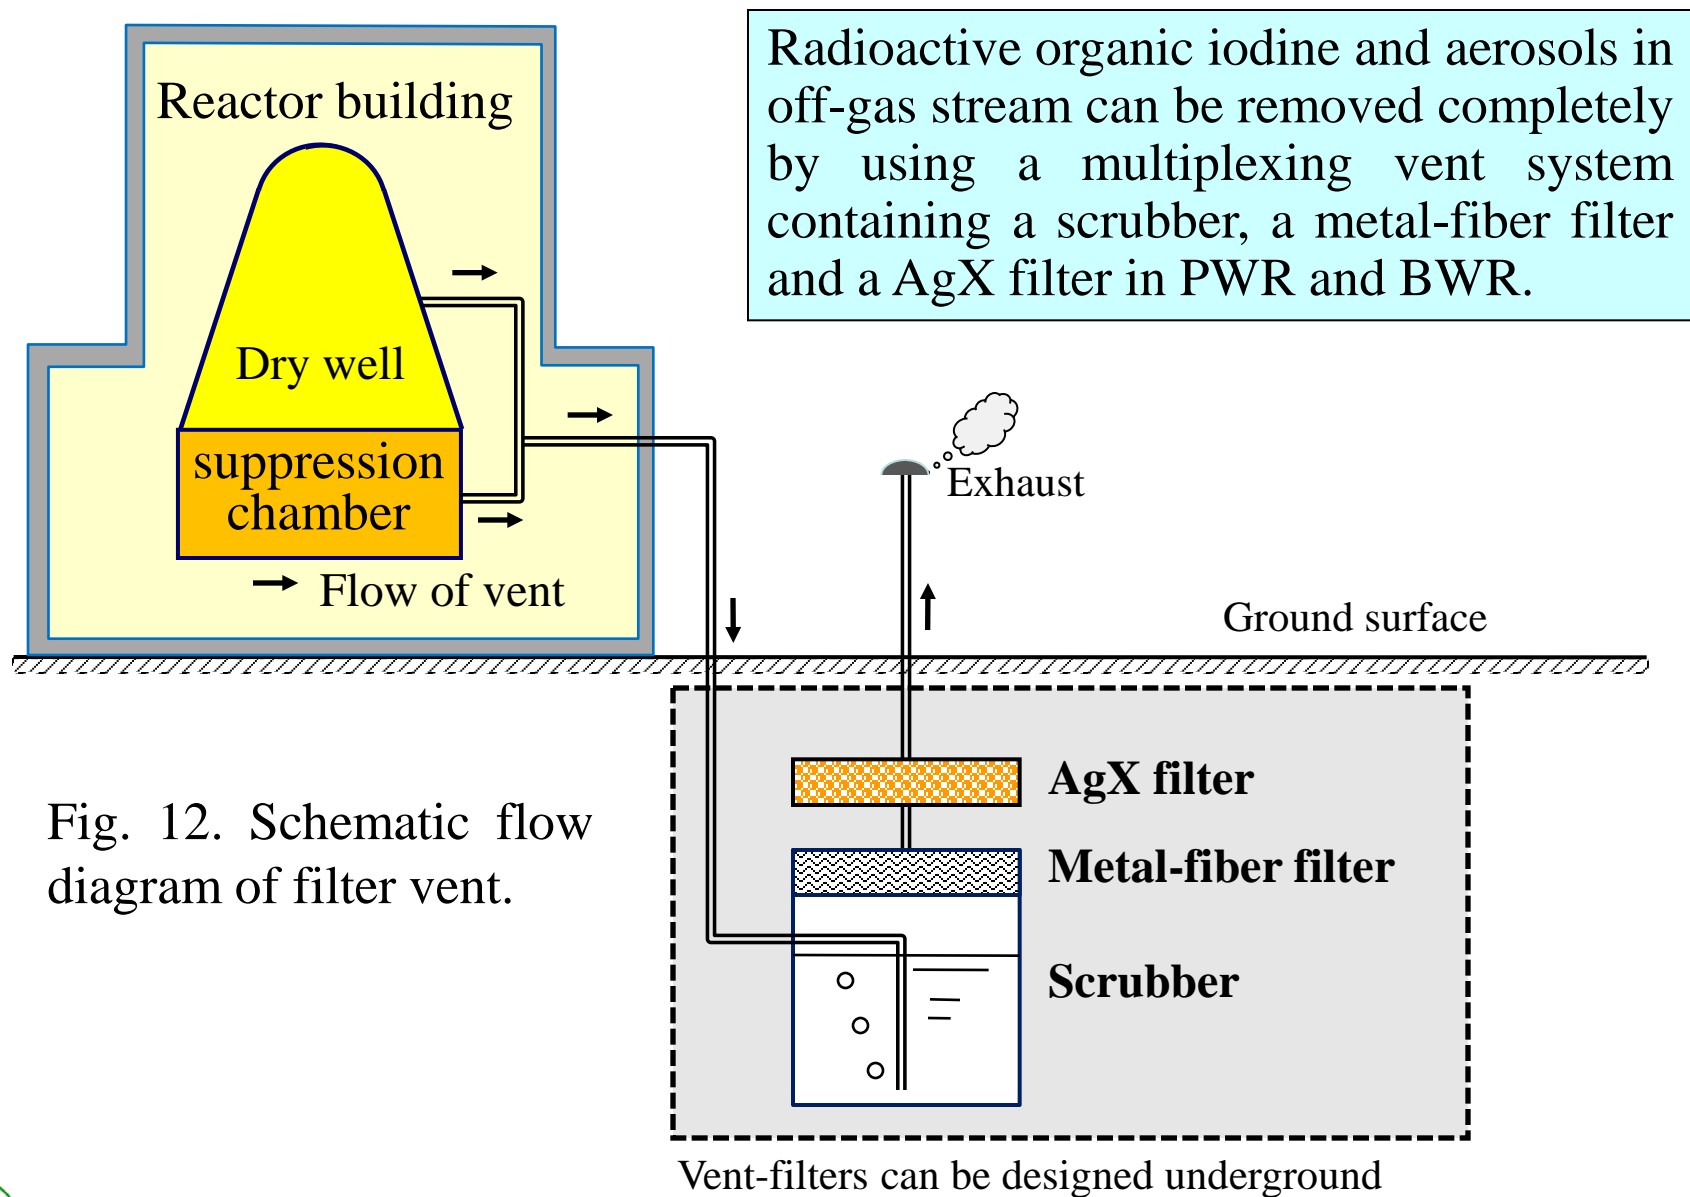 Radioactive organic iodine and aerosols in
off-gas stream can be removed completely
by using a multiplexing vent system
containing a scrubber, a metal-fiber filter
and a AgX filter in PWR and BWR.
Reactor building
Dry well
suppression
chamber
Flow of vent
Exhaust
Ground surface
AgX filter
Metal-fiber filter
Scrubber
Fig. 12. Schematic flow
diagram of filter vent.
Vent-filters can be designed underground